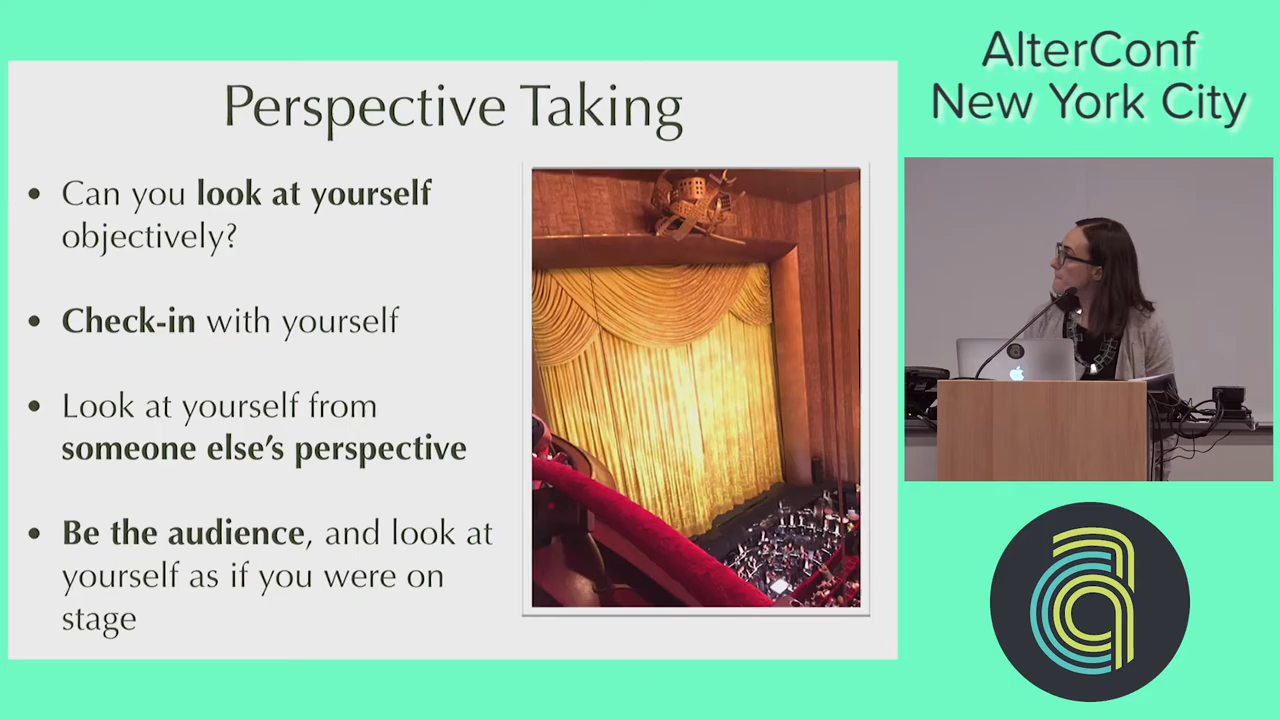 AlterConf
New York City
Perspective Taking
• Can you look at yourself
objectively?
• Check-in with yourself
• Look at yourself from
someone else’s perspective
• Be the audience, and look at
yourself as if you were on
stage